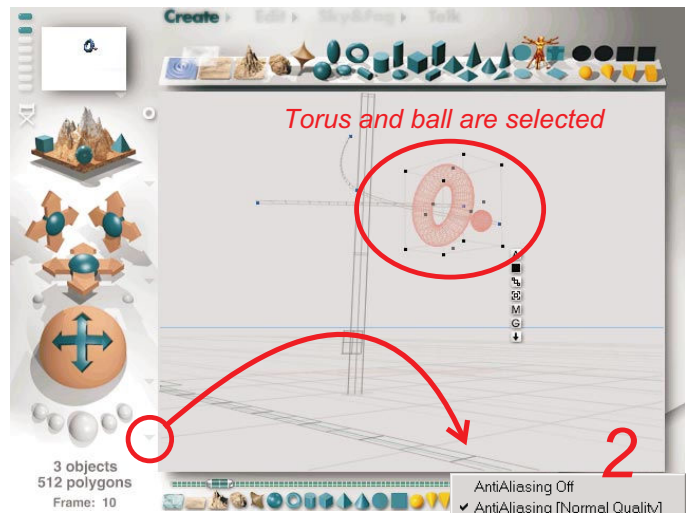 Create Edit Sky&Fog Talk
Torus and ball are selected
A
M
G
2
3 objects
512 polygons
Frame: 10
AntiAliasing Off
✓ AntiAliasing [Normal Quality]